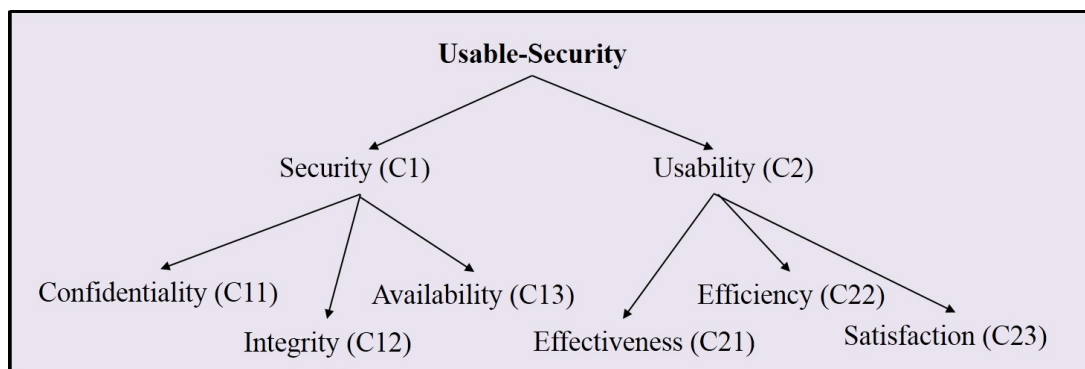 Usable-Security
Security (C1)
Usability (C2)
Confidentiality (C11)
Integrity (C12)
Availability (C13)
Effectiveness (C21)
Efficiency (C22)
Satisfaction (C23)